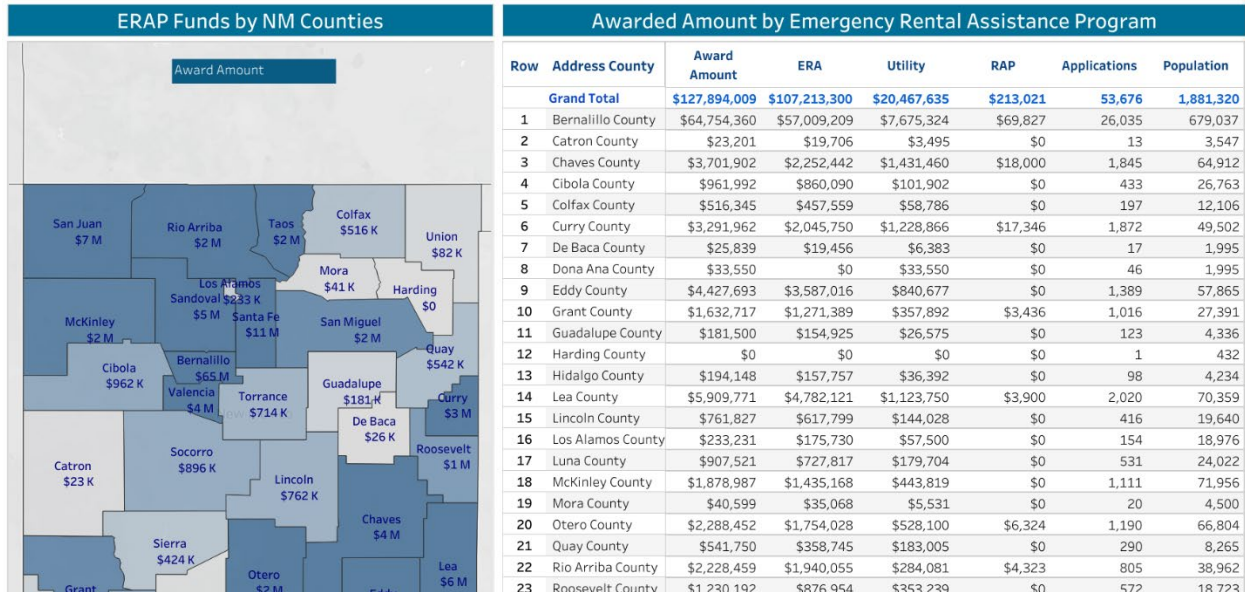 ERAP Funds by NM Counties
Award Amount
San Juan
$7 M
Rio Arriba
$2 M
Taos
$2 M
Colfax
$516 K
Union
$82 K
Mora
$41 K
Harding
$0
Los Alamos
$233 K
Sandoval
$5 M
Santa Fe
$11 M
McKinley
$2 M
San Miguel
$2 M
Quay
$542 K
Cibola
$962 K
Bernalillo
$65 M
Valencia
$4 M
Torrance
$714 K
Guadalupe
$181 K
Curry
$3 M
De Baca
$26 K
Roosevelt
$1 M
Catron
$23 K
Socorro
$896 K
Lincoln
$762 K
Chaves
$4 M
Sierra
$424 K
Lea
$6 M
Otero
$2 M
Grant
Awarded Amount by Emergency Rental Assistance Program
Row Address County Award Amount ERA Utility RAP Applications Population
Grand Total $127,894,009 $107,213,300 $20,467,635 $213,021 53,676 1,881,320
1 Bernalillo County $64,754,360 $57,009,209 $7,675,324 $69,827 26,035 679,037
2 Catron County $23,201 $19,706 $3,495 $0 13 3,547
3 Chaves County $3,701,902 $2,252,442 $1,431,460 $18,000 1,845 64,912
4 Cibola County $961,992 $860,090 $101,902 $0 433 26,763
5 Colfax County $516,345 $457,559 $58,786 $0 197 12,106
6 Curry County $3,291,962 $2,045,750 $1,228,866 $17,346 1,872 49,502
7 De Baca County $25,839 $19,456 $6,383 $0 17 1,995
8 Dona Ana County $33,550 $0 $33,550 $0 46 1,995
9 Eddy County $4,427,693 $3,587,016 $840,677 $0 1,389 57,865
10 Grant County $1,632,717 $1,271,389 $357,892 $3,436 1,016 27,391
11 Guadalupe County $181,500 $154,925 $26,575 $0 123 4,336
12 Harding County $0 $0 $0 $0 1 432
13 Hidalgo County $194,148 $157,757 $36,392 $0 98 4,234
14 Lea County $5,909,771 $4,782,121 $1,123,750 $3,900 2,020 70,359
15 Lincoln County $761,827 $617,799 $144,028 $0 416 19,640
16 Los Alamos County $233,231 $175,730 $57,500 $0 154 18,976
17 Luna County $907,521 $727,817 $179,704 $0 531 24,022
18 McKinley County $1,878,987 $1,435,168 $443,819 $0 1,111 71,956
19 Mora County $40,599 $35,068 $5,531 $0 20 4,500
20 Otero County $2,288,452 $1,754,028 $528,100 $6,324 1,190 66,804
21 Quay County $541,750 $358,745 $183,005 $0 290 8,265
22 Rio Arriba County $2,228,459 $1,940,055 $284,081 $4,323 805 38,962
23 Roosevelt County $1,230,192 $876,954 $353,239 $0 572 18,723